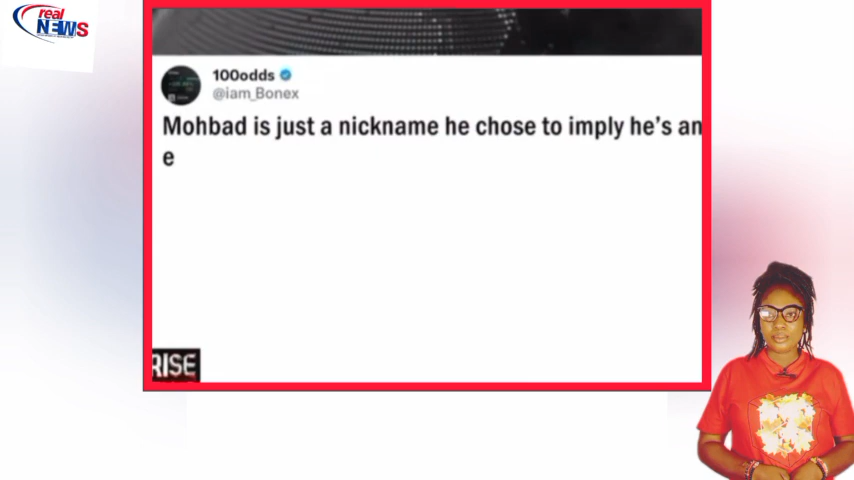 real
NEWS
100odds
@iam_Bonex
Mohbad is just a nickname he chose to imply he's an
e
RISE